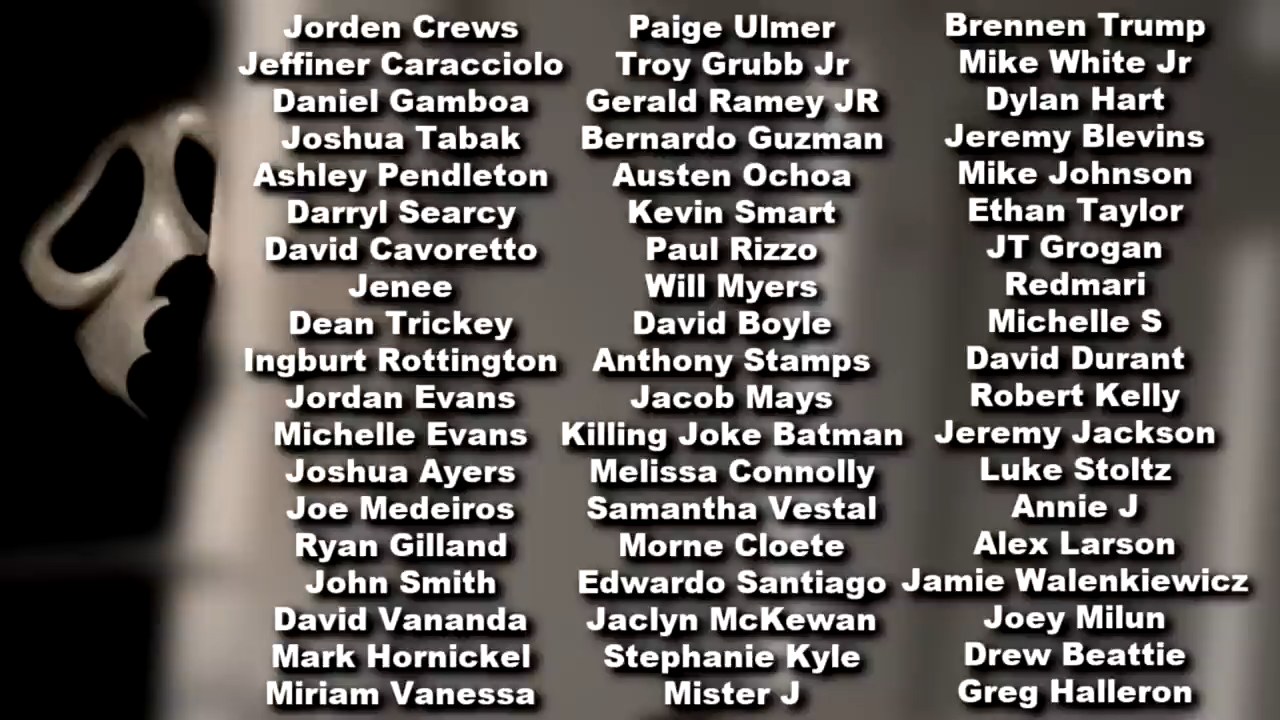 Jorden Crews
Jeffiner Caracciolo
Daniel Gamboa
Joshua Tabak
Ashley Pendleton
Darryl Searcy
David Cavoretto
Jenee
Dean Trickey
Ingburt Rottington
Jordan Evans
Michelle Evans
Joshua Ayers
Joe Medeiros
Ryan Gilland
John Smith
David Vananda
Mark Hornickel
Miriam Vanessa
Paige Ulmer
Troy Grubb Jr
Gerald Ramey JR
Bernardo Guzman
Austen Ochoa
Kevin Smart
Paul Rizzo
Will Myers
David Boyle
Anthony Stamps
Jacob Mays
Killing Joke Batman
Melissa Connolly
Samantha Vestal
Morne Cloete
Edwardo Santiago
Jaclyn McKewan
Stephanie Kyle
Mister J
Brennen Trump
Mike White Jr
Dylan Hart
Jeremy Blevins
Mike Johnson
Ethan Taylor
JT Grogan
Redmari
Michelle S
David Durant
Robert Kelly
Jeremy Jackson
Luke Stoltz
Annie J
Alex Larson
Jamie Walenkiewicz
Joey Milun
Drew Beattie
Greg Halleron